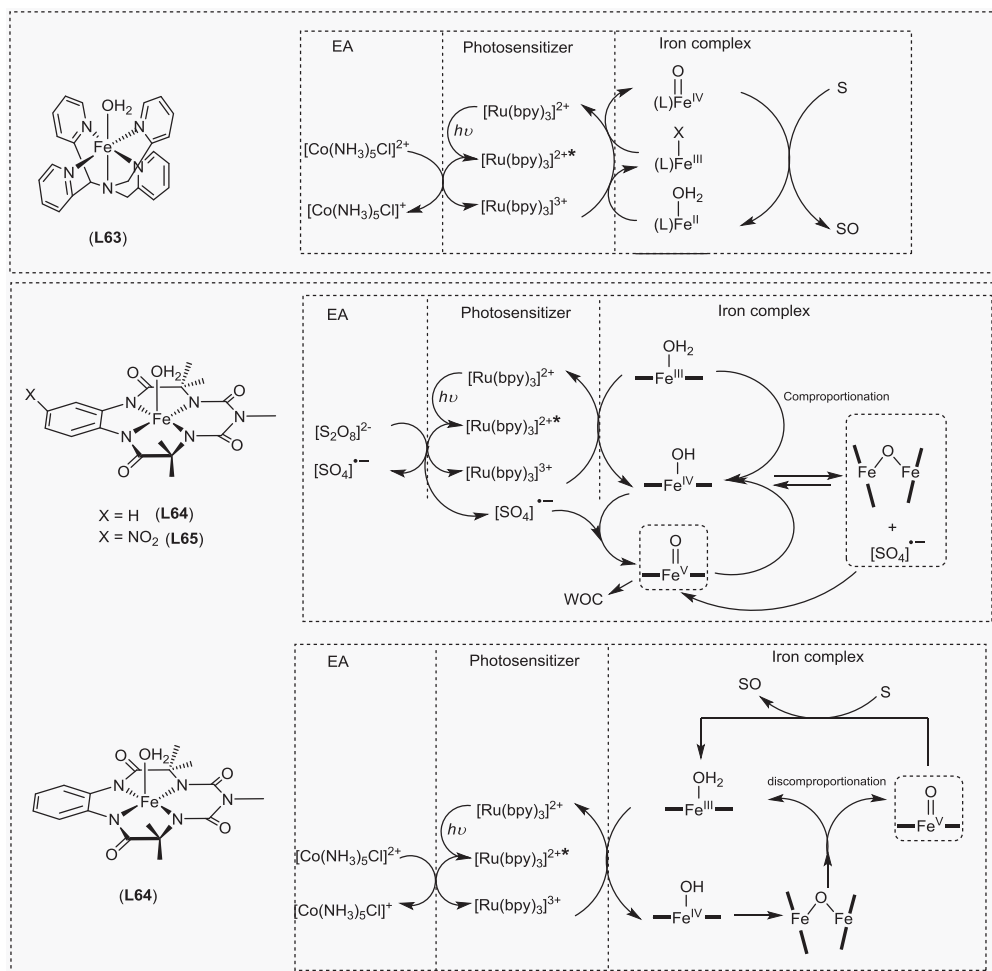 EA
Photosensitizer
Iron complex
OH2
N
N
Fe
N
N
N
(L63)
[Co(NH3)5Cl]2+
[Co(NH3)5Cl]+
[Ru(bpy)3]2+
hυ
[Ru(bpy)3]2+*
[Ru(bpy)3]3+
O
(L)FeIV
X
(L)FeIII
OH2
(L)FeII
S
SO
EA
Photosensitizer
Iron complex
X
O
OH2
N
N
Fe
N
N
N
O
O
O
X = H (L64)
X = NO2 (L65)
[S2O8]2-
[SO4]•−
[Ru(bpy)3]2+
hυ
[Ru(bpy)3]2+*
[Ru(bpy)3]3+
[SO4]•−
OH2
FeIII
Comproportionation
OH
FeIV
O
FeV
WOC
O
Fe Fe
+
[SO4]•−
EA
Photosensitizer
Iron complex
O
OH2
N
N
Fe
N
N
N
O
O
O
(L64)
[Co(NH3)5Cl]2+
[Co(NH3)5Cl]+
[Ru(bpy)3]2+
hυ
[Ru(bpy)3]2+*
[Ru(bpy)3]3+
SO
S
OH2
FeIII
discomproportionation
O
FeV
OH
FeIV
O
Fe Fe